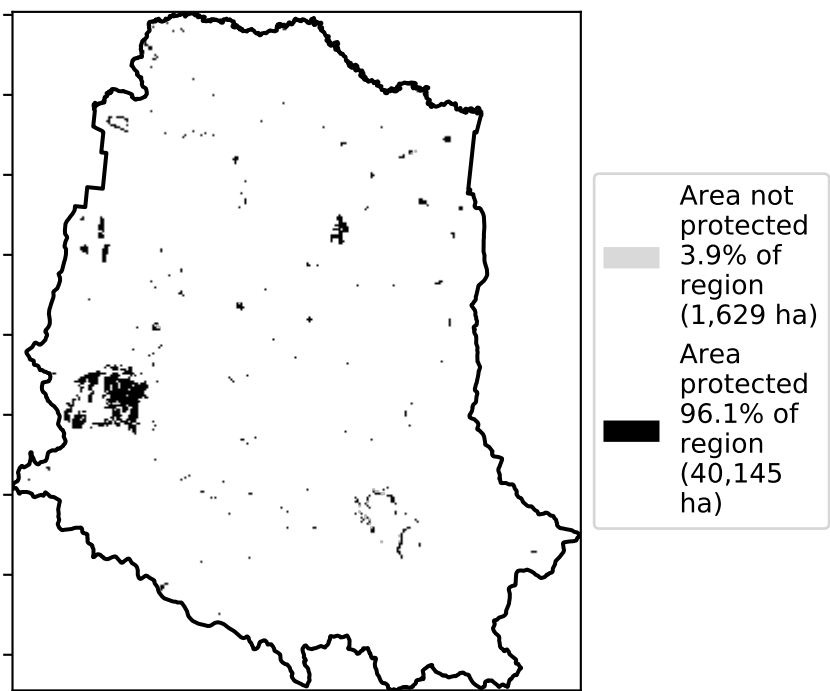 Area not
protected
3.9% of
region
(1,629 ha)
Area
protected
96.1% of
region
(40,145
ha)